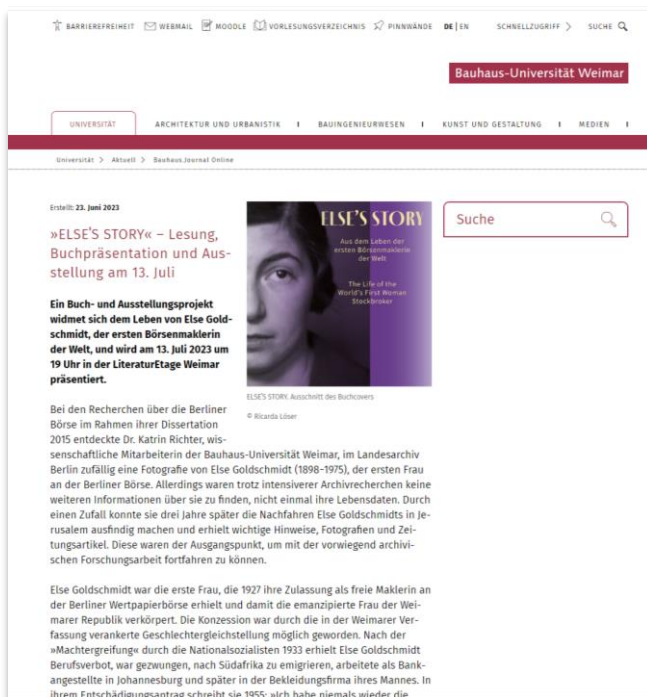 BARRIEREFREIHEIT WEBMAIL MOODLE VORLESUNGSVERZEICHNIS PINNWÄNDE DE | EN SCHNELLZUGRIFF > SUCHE
Bauhaus-Universität Weimar
UNIVERSITÄT ARCHITEKTUR UND URBANISTIK I BAUINGENIEURWESEN I KUNST UND GESTALTUNG I MEDIEN I
Universität > Aktuell > Bauhaus Journal Online
Erstellt: 23. Juni 2023
»ELSE'S STORY« – Lesung,
Buchpräsentation und Aus-
stellung am 13. Juli
Ein Buch- und Ausstellungsprojekt
widmet sich dem Leben von Else Gold-
schmidt, der ersten Börsenmaklerin
der Welt, und wird am 13. Juli 2023 um
19 Uhr in der LiteraturEtage Weimar
präsentiert.
ELSE'S STORY
Aus dem Leben der
ersten Börsenmaklerin
der Welt
The Life of the
World's First Woman
Stockbroker
ELSE'S STORY. Ausschnitt des Buchcovers
© Ricarda Löser
Suche
Bei den Recherchen über die Berliner
Börse im Rahmen ihrer Dissertation
2015 entdeckte Dr. Katrin Richter, wis-
senschaftliche Mitarbeiterin der Bauhaus-Universität Weimar, im Landesarchiv
Berlin zufällig eine Fotografie von Else Goldschmidt (1898-1975), der ersten Frau
an der Berliner Börse. Allerdings waren trotz intensiverer Archivrecherchen keine
weiteren Informationen über sie zu finden, nicht einmal ihre Lebensdaten. Durch
einen Zufall konnte sie drei Jahre später die Nachfahren Else Goldschmidts in Je-
rusalem ausfindig machen und erhielt wichtige Hinweise, Fotografien und Zei-
tungsartikel. Diese waren der Ausgangspunkt, um mit der vorwiegend archivi-
schen Forschungsarbeit fortfahren zu können.
Else Goldschmidt war die erste Frau, die 1927 ihre Zulassung als freie Maklerin an
der Berliner Wertpapierbörse erhielt und damit die emanzipierte Frau der Wei-
marer Republik verkörpert. Die Konzession war durch die in der Weimarer Ver-
fassung verankerte Geschlechtergleichstellung möglich geworden. Nach der
»Machtergreifung« durch die Nationalsozialisten 1933 erhielt Else Goldschmidt
Berufsverbot, war gezwungen, nach Südafrika zu emigrieren, arbeitete als Bank-
angestellte in Johannesburg und später in der Bekleidungsfirma ihres Mannes. In
ihrem Entschädigungsantrag schreibt sie 1955: »Ich habe niemals wieder die